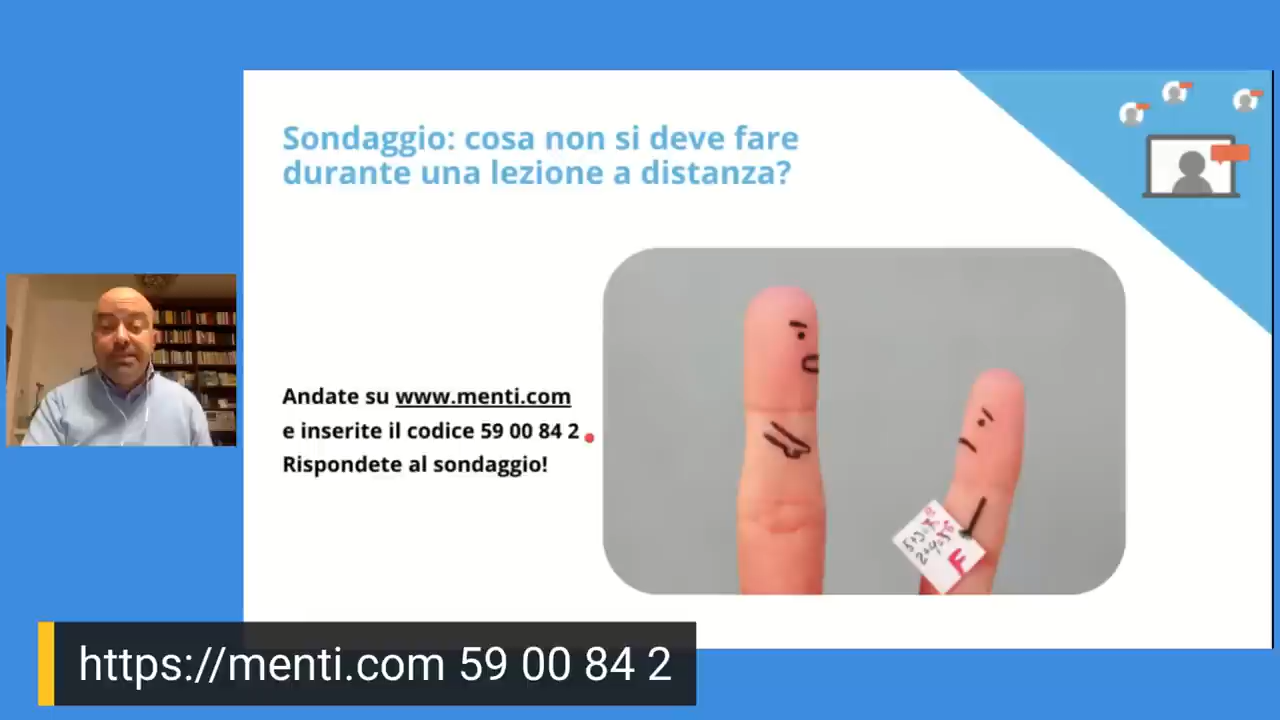 Sondaggio: cosa non si deve fare
durante una lezione a distanza?
Andate su www.menti.com
e inserite il codice 59 00 84 2
Rispondete al sondaggio!
F
https://menti.com 59 00 84 2